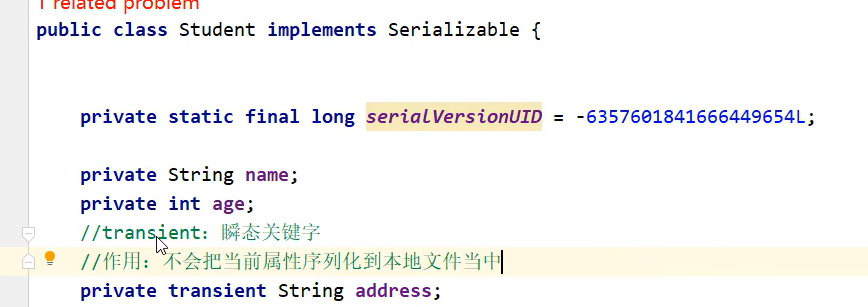 1 related problem
public class Student implements Serializable {
private static final long serialVersionUID = -6357601841666449654L;
private String name;
private int age;
//transient：瞬态关键字
//作用：不会把当前属性序列化到本地文件当中
private transient String address;